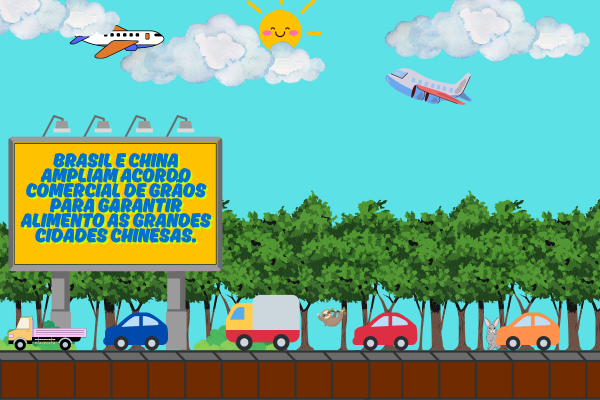 BRASIL E CHINA
AMPLIAM ACORDO
COMERCIAL DE GRÃOS
PARA GARANTIR
ALIMENTO ÀS GRANDES
CIDADES CHINESAS.